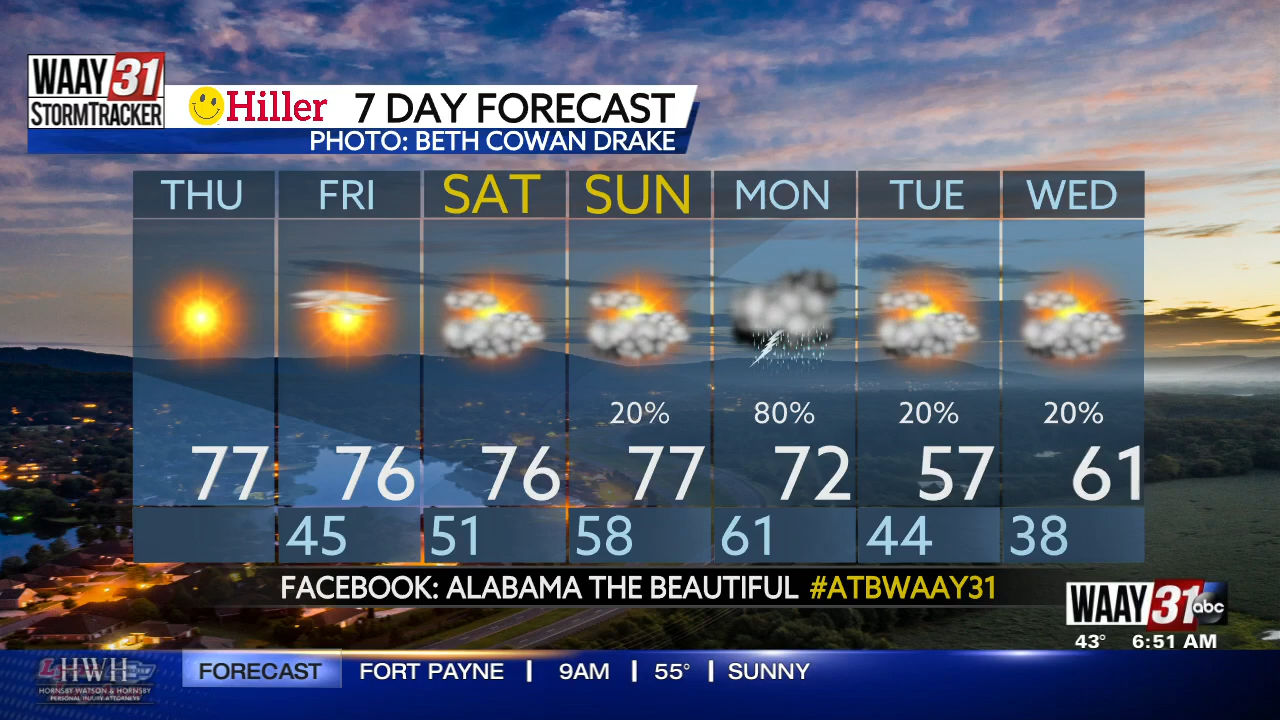 WAAY 31
STORMTRACKER
Hiller 7 DAY FORECAST
PHOTO: BETH COWAN DRAKE
THU FRI SAT SUN MON TUE WED
20% 80% 20% 20%
77 76 76 77 72 57 61
45 51 58 61 44 38
FACEBOOK: ALABAMA THE BEAUTIFUL #ATBWAAY31
WAAY 31 abc
43° 6:51 AM
HWH
HORNSBY WATSON & HORNSBY
PERSONAL INJURY ATTORNEYS
FORECAST FORT PAYNE | 9AM | 55° | SUNNY